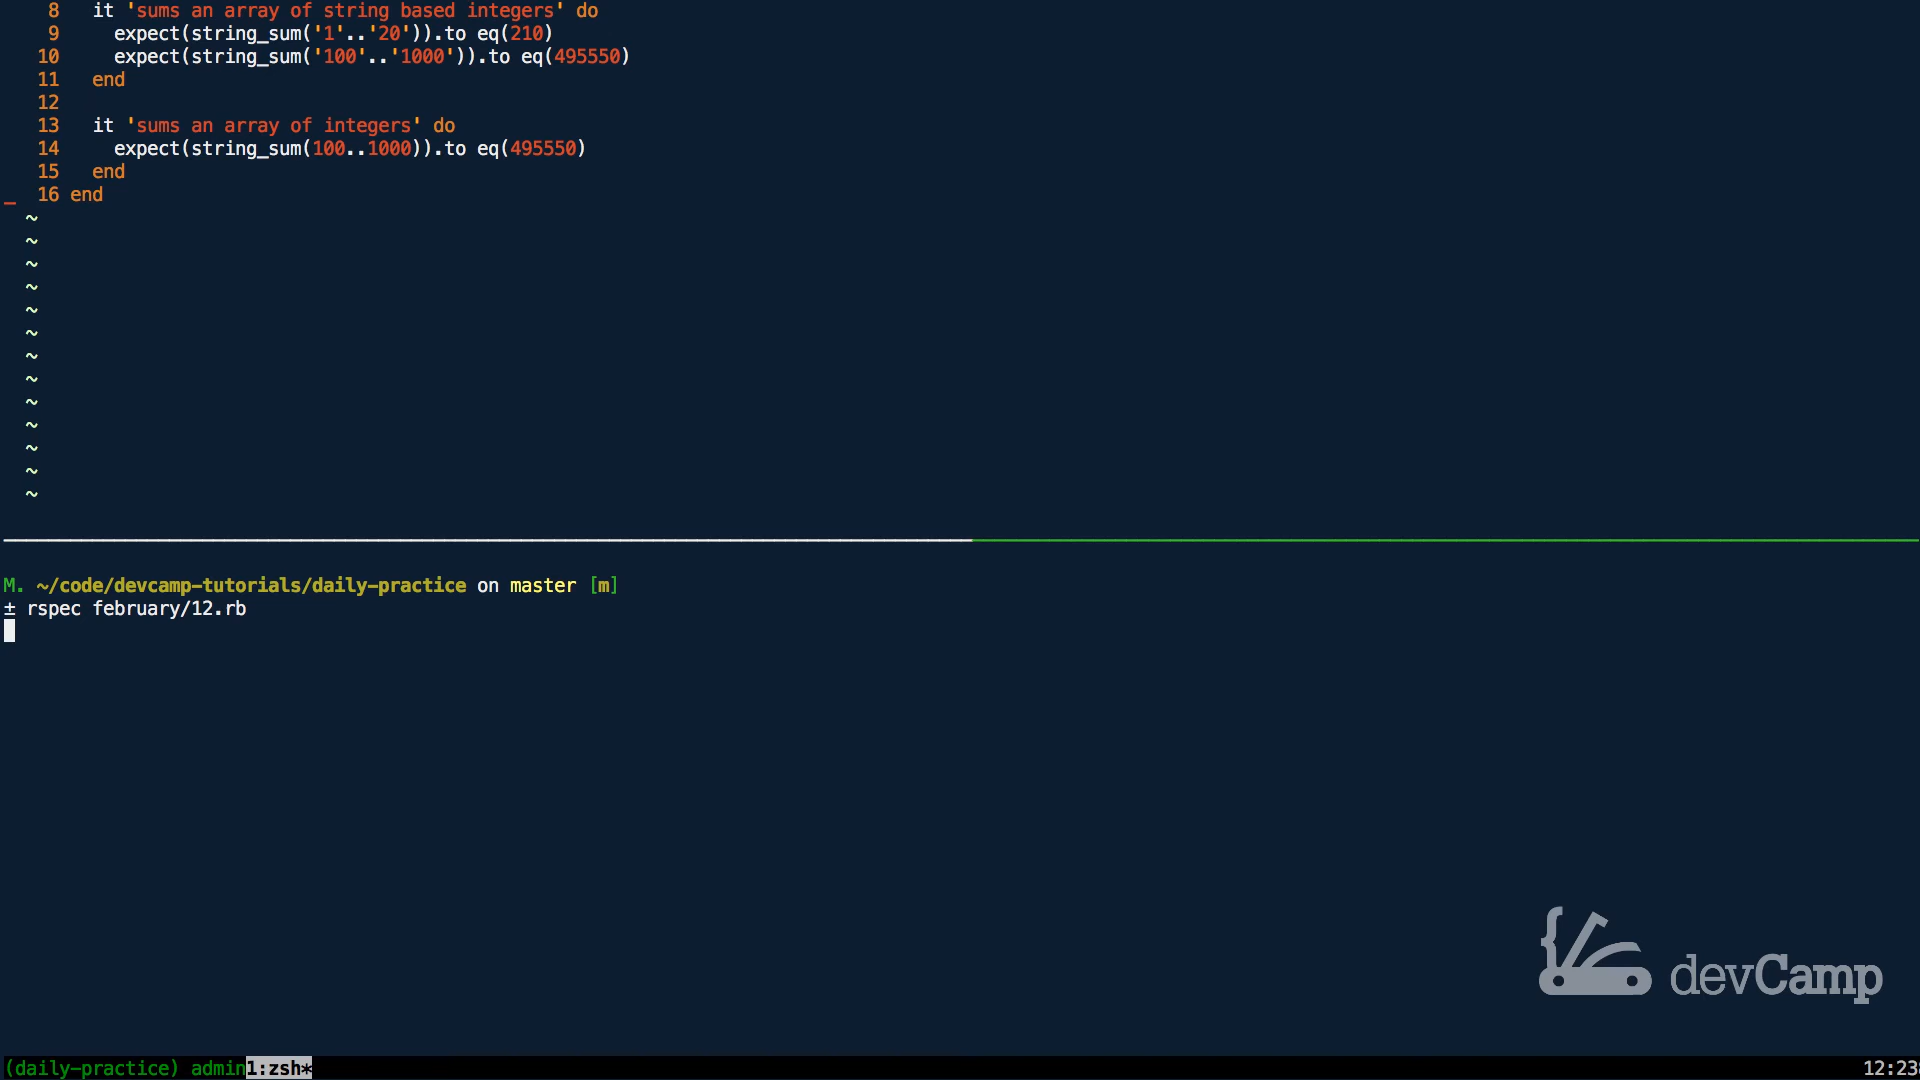 8   it 'sums an array of string based integers' do
9     expect(string_sum('1'..'20')).to eq(210)
10     expect(string_sum('100'..'1000')).to eq(495550)
11   end
12
13   it 'sums an array of integers' do
14     expect(string_sum(100..1000)).to eq(495550)
15   end
_ 16 end
~
~
~
~
~
~
~
~
~
~
~
~
~
M. ~/code/devcamp-tutorials/daily-practice on master [m]
± rspec february/12.rb
devCamp
(daily-practice) admin1:zsh* 12:23